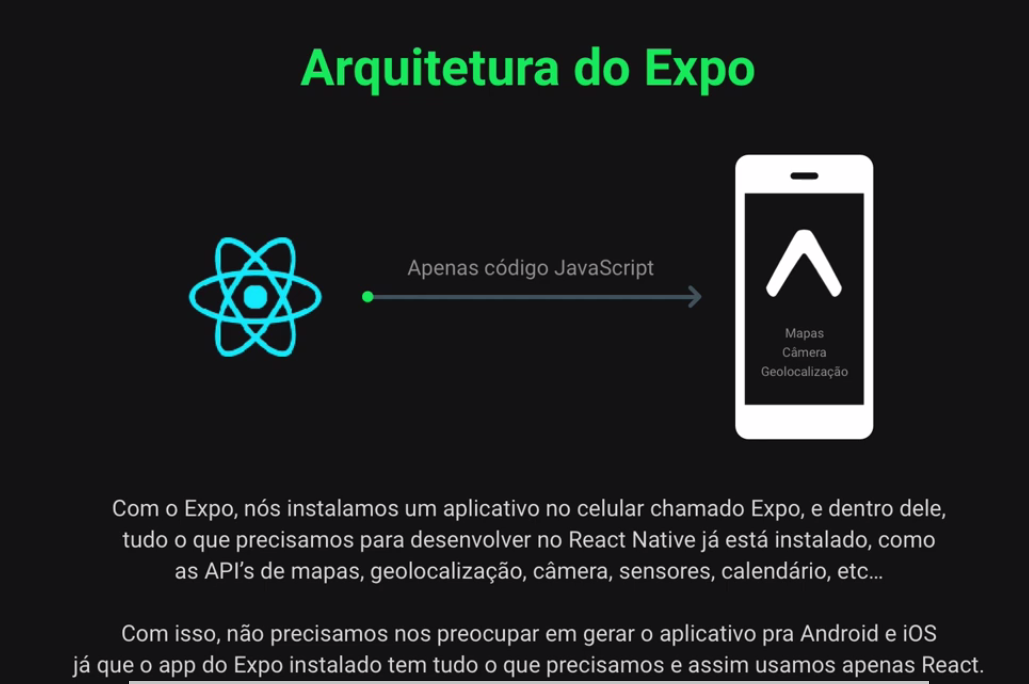 Arquitetura do Expo
Apenas código JavaScript
Mapas
Câmera
Geolocalização
Com o Expo, nós instalamos um aplicativo no celular chamado Expo, e dentro dele,
tudo o que precisamos para desenvolver no React Native já está instalado, como
as API’s de mapas, geolocalização, câmera, sensores, calendário, etc...
Com isso, não precisamos nos preocupar em gerar o aplicativo pra Android e iOS
já que o app do Expo instalado tem tudo o que precisamos e assim usamos apenas React.